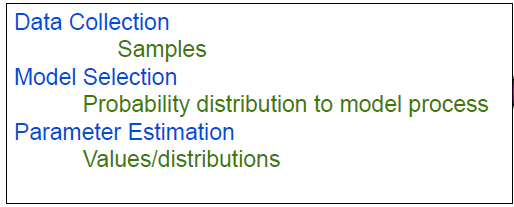 Data Collection
Samples
Model Selection
Probability distribution to model process
Parameter Estimation
Values/distributions